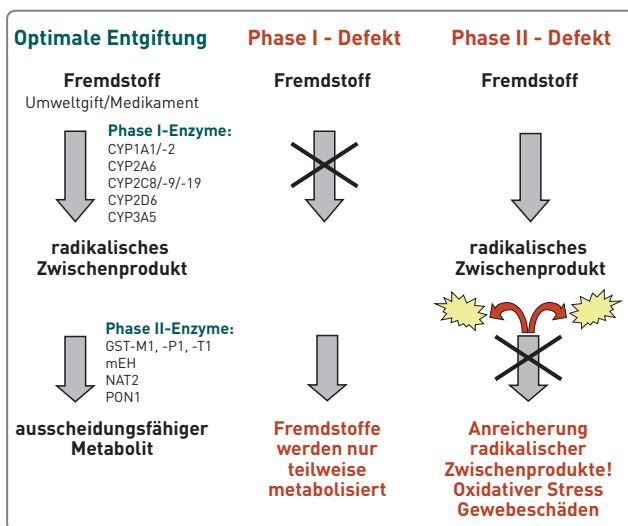 Optimale Entgiftung
Fremdstoff
Umweltgift/Medikament
Phase I-Enzyme:
CYP1A1/-2
CYP2A6
CYP2C8/-9/-19
CYP2D6
CYP3A5
radikalisches
Zwischenprodukt
Phase II-Enzyme:
GST-M1, -P1, -T1
mEH
NAT2
PON1
ausscheidungsfähiger
Metabolit
Phase I - Defekt
Fremdstoff
Fremdstoffe
werden nur
teilweise
metabolisiert
Phase II - Defekt
Fremdstoff
radikalisches
Zwischenprodukt
Anreicherung
radikalischer
Zwischenprodukte!
Oxidativer Stress
Gewebeschäden